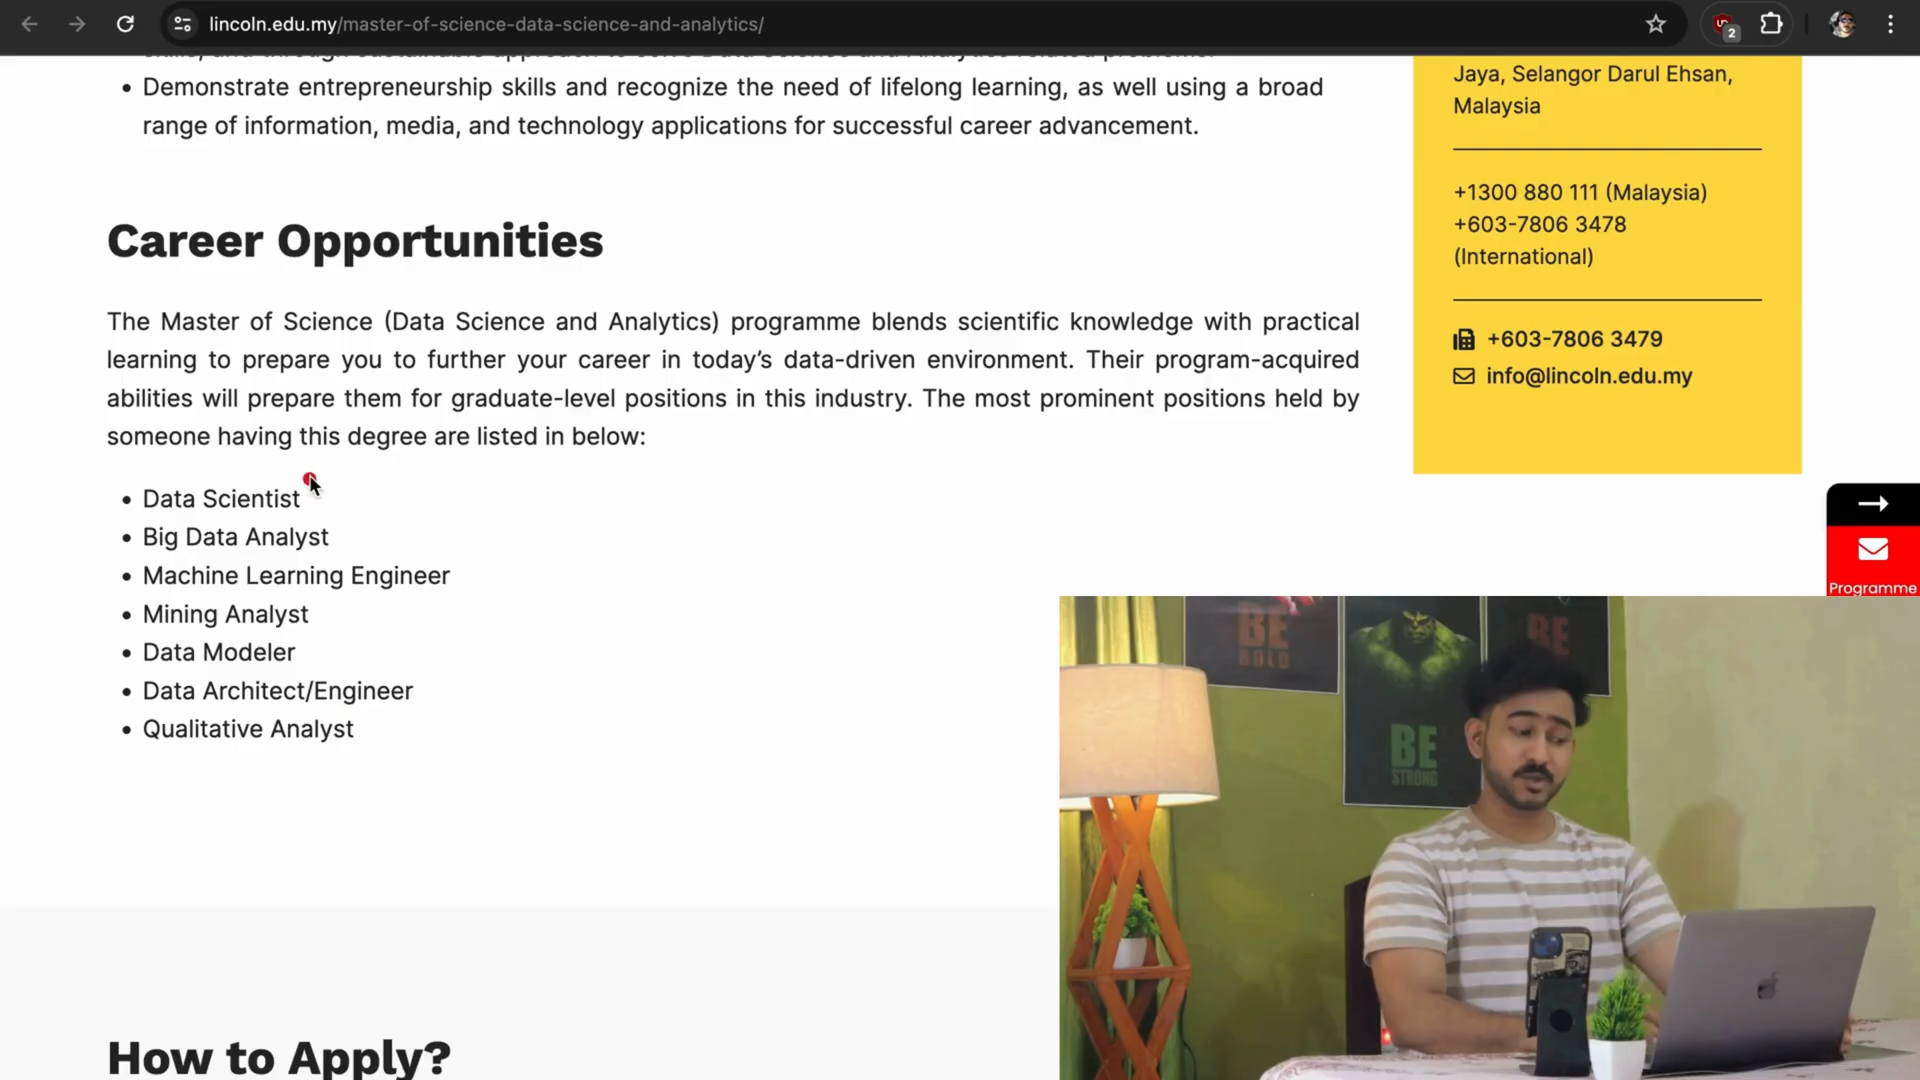 lincoln.edu.my/master-of-science-data-science-and-analytics/
2
Demonstrate entrepreneurship skills and recognize the need of lifelong learning, as well using a broad
range of information, media, and technology applications for successful career advancement.
Career Opportunities
The Master of Science (Data Science and Analytics) programme blends scientific knowledge with practical
learning to prepare you to further your career in today’s data-driven environment. Their program-acquired
abilities will prepare them for graduate-level positions in this industry. The most prominent positions held by
someone having this degree are listed in below:
Data Scientist
Big Data Analyst
Machine Learning Engineer
Mining Analyst
Data Modeler
Data Architect/Engineer
Qualitative Analyst
How to Apply?
Jaya, Selangor Darul Ehsan,
Malaysia
+1300 880 111 (Malaysia)
+603-7806 3478
(International)
+603-7806 3479
info@lincoln.edu.my
Programme
BE
BOLD
BE
STRONG
BE